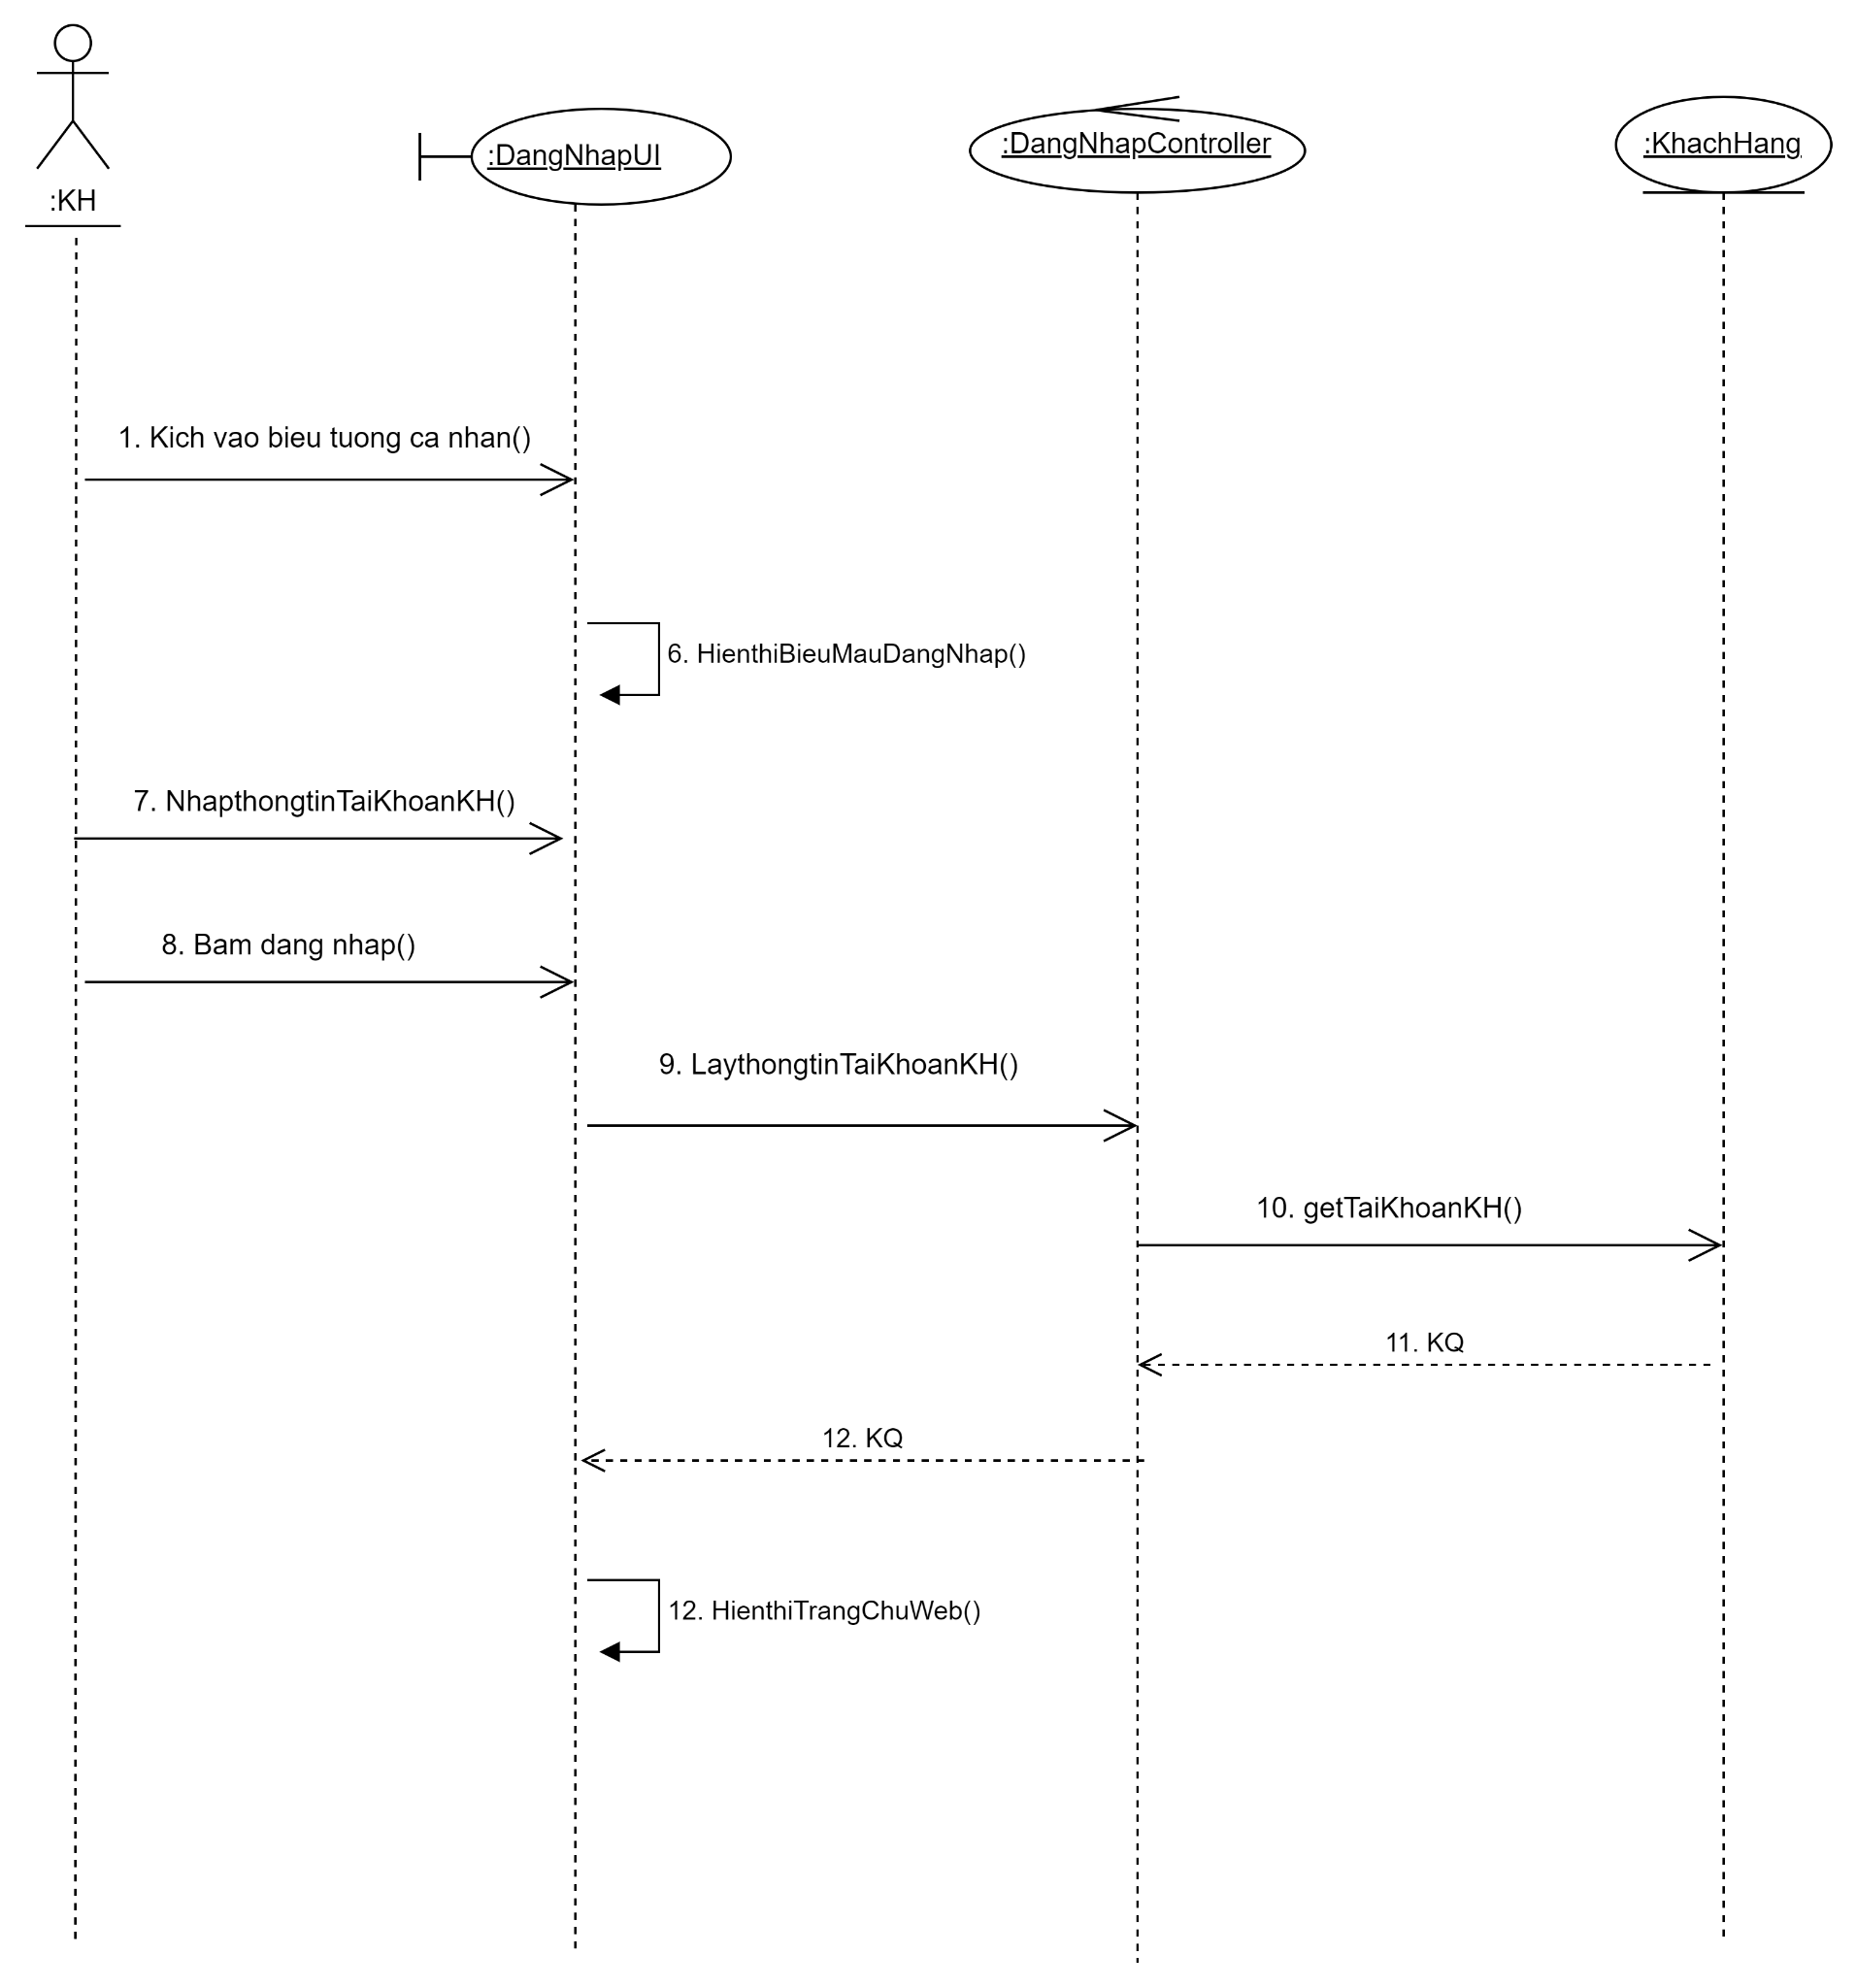 :KH
:DangNhapUI
:DangNhapController
:KhachHang
1. Kich vao bieu tuong ca nhan()
6. HienthiBieuMauDangNhap()
7. NhapthongtinTaiKhoanKH()
8. Bam dang nhap()
9. LaythongtinTaiKhoanKH()
10. getTaiKhoanKH()
11. KQ
12. KQ
12. HienthiTrangChuWeb()